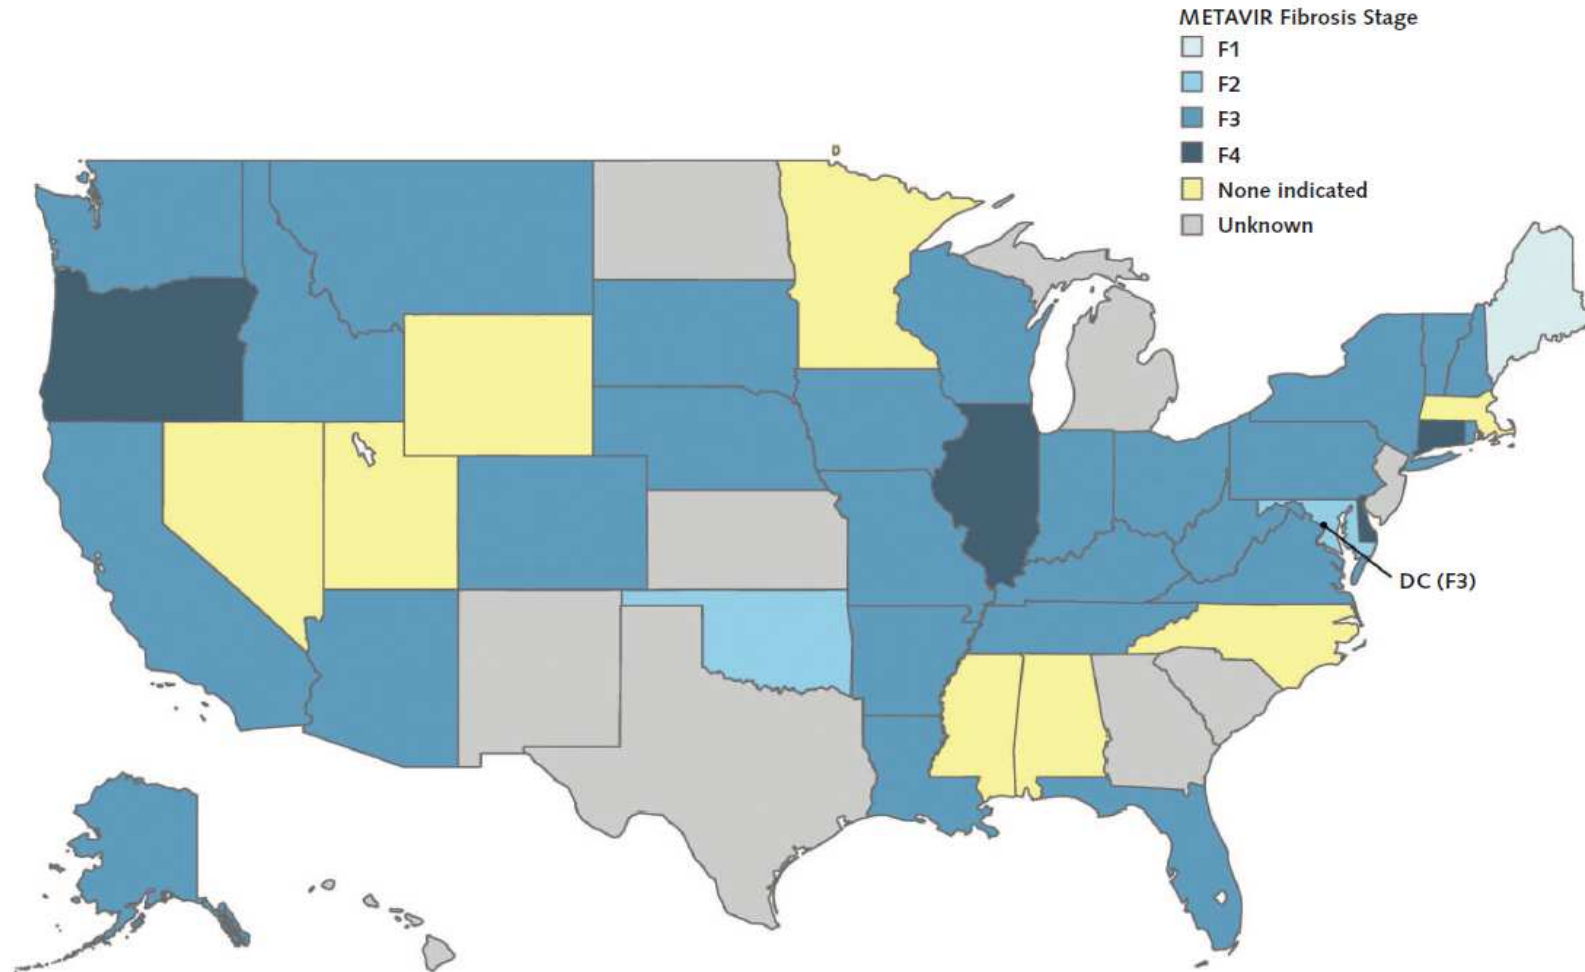 METAVIR Fibrosis Stage
F1
F2
F3
F4
None indicated
Unknown
DC (F3)